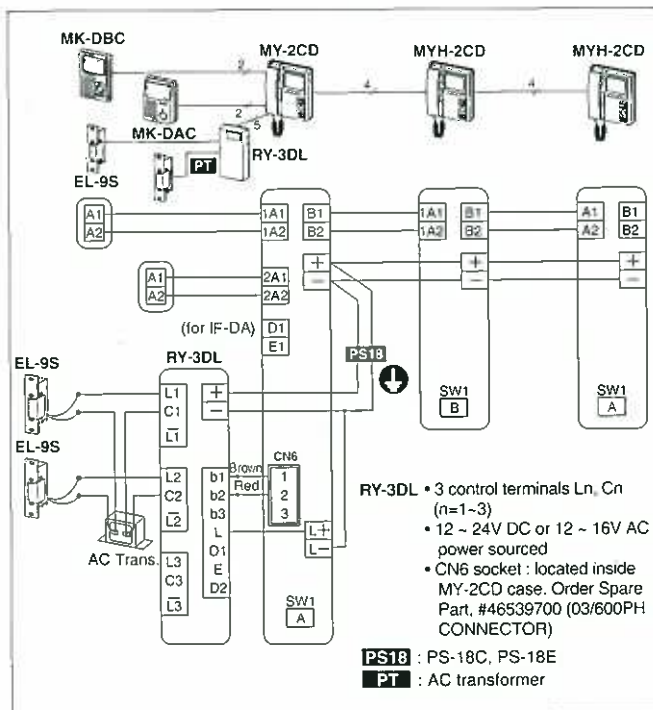 MK-DBC
MY-2CD
MYH-2CD
MYH-2CD
2
4
4
MK-DAC
2
5
PT
RY-3DL
EL-9S
A1
A2
1A1
1A2
B1
B2
1A1
1A2
B1
B2
A1
A2
B1
B2
+
−
+
−
+
−
A1
A2
2A1
2A2
(for IF-DA)
D1
E1
PS18
RY-3DL
EL-9S
L1
C1
L1
+
−
SW1
B
SW1
A
EL-9S
L2
C2
L2
b1
b2
b3
L
D1
E
D2
Brown
Red
CN6
1
2
3
L+
L−
AC Trans.
L3
C3
L3
SW1
A
RY-3DL • 3 control terminals Ln, Cn
(n=1~3)
• 12 ~ 24V DC or 12 ~ 16V AC
power sourced
• CN6 socket : located inside
MY-2CD case. Order Spare
Part, #46539700 (03/600PH
CONNECTOR)
PS18 : PS-18C, PS-18E
PT : AC transformer